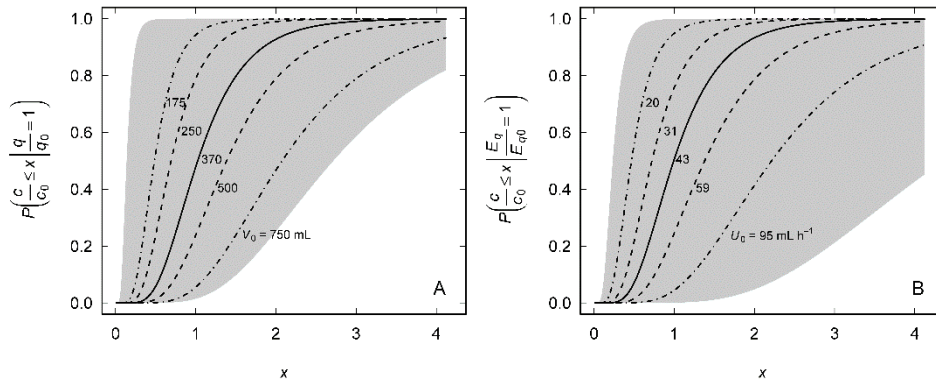 P(c/c₀ ≤ x | q/q₀ = 1)
1.0
0.8
0.6
0.4
0.2
0.0
175
250
370
500
V₀ = 750 mL
A
0 1 2 3 4
x
P(c/c₀ ≤ x | E_q/E_q0 = 1)
1.0
0.8
0.6
0.4
0.2
0.0
20
31
43
59
U₀ = 95 mL h⁻¹
B
0 1 2 3 4
x